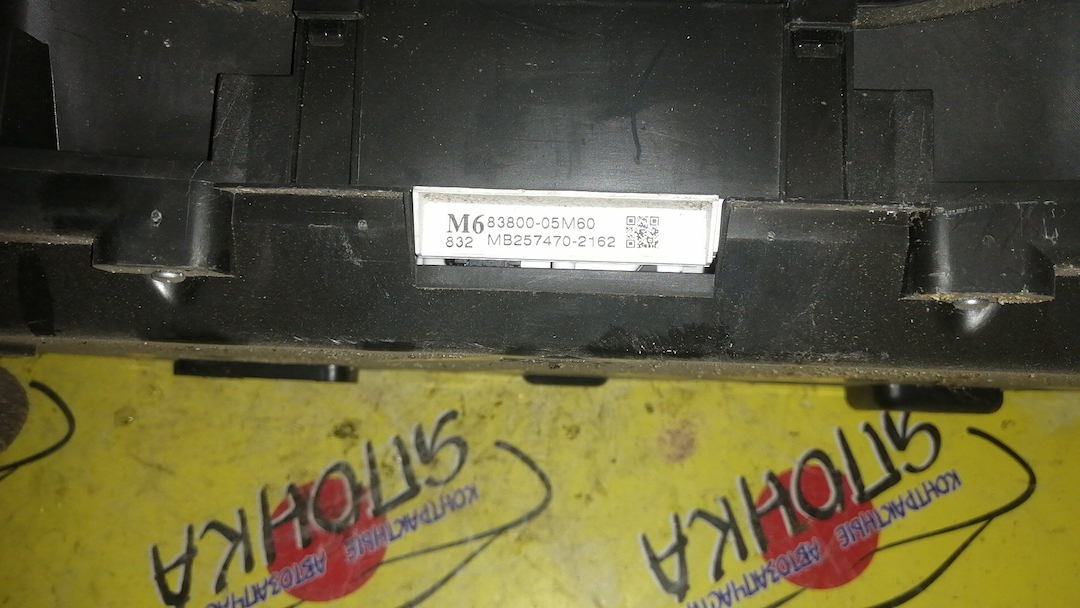 M6 83800-05M60
832 MB257470-2162
ЯПОНКА
КОНТРАКТНЫЕ
АВТОЗАПЧАСТИ
ЯПОНКА
КОНТРАКТНЫЕ
АВТОЗАПЧАСТИ